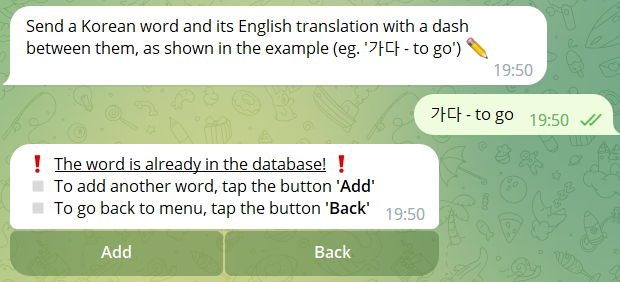 Send a Korean word and its English translation with a dash
between them, as shown in the example (eg. '가다 - to go') ✏️
19:50
가다 - to go 19:50
❗ The word is already in the database! ❗
To add another word, tap the button 'Add'
To go back to menu, tap the button 'Back' 19:50
Add Back